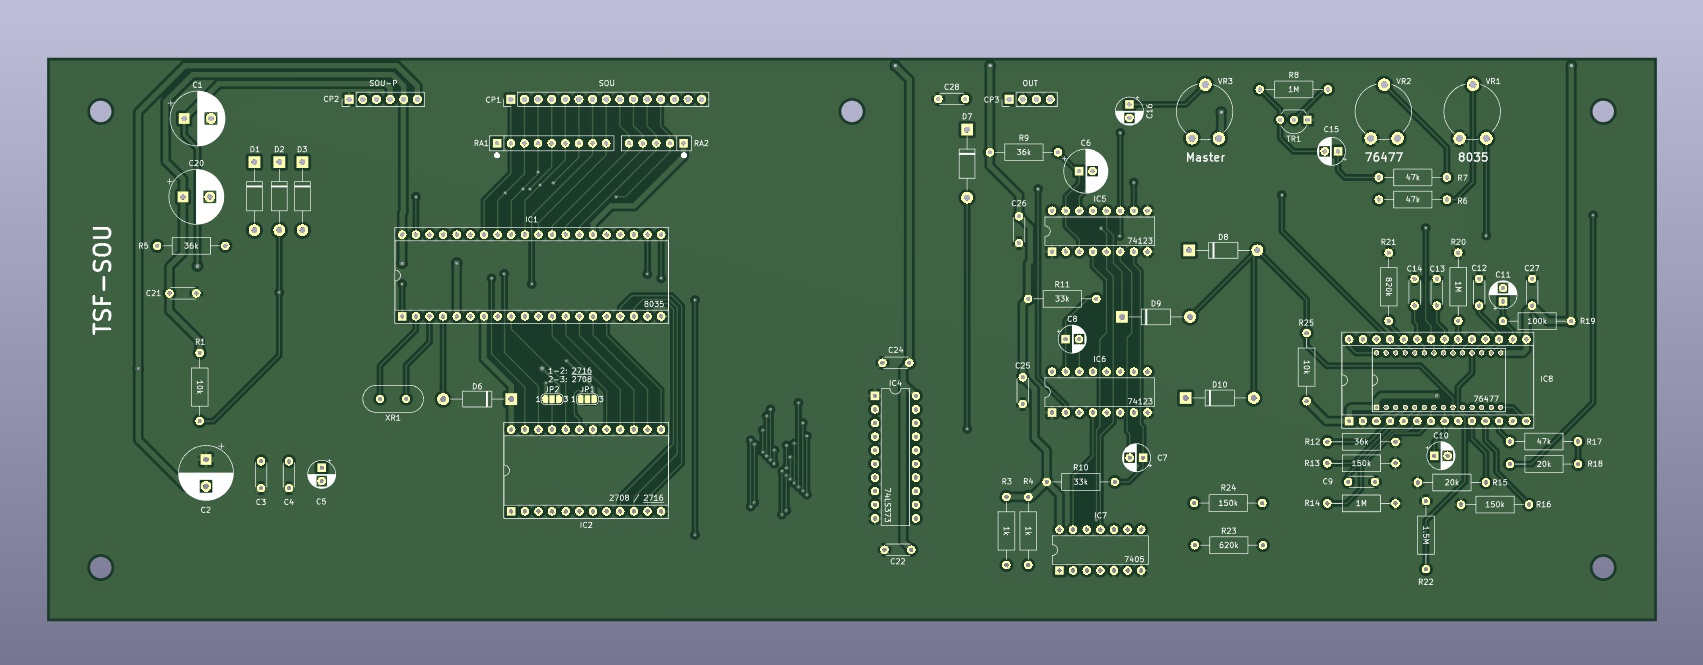 C1
SOU-P
CP2
SOU
CP1
RA1
RA2
C20
D1
D2
D3
R5
36k
TSF-SOU
C21
R1
10k
C2
C3
C4
C5
IC1
8035
XR1
D6
1-2: 2716
2-3: 2708
JP2
JP1
1
3
1
3
2708 / 2716
IC2
C28
D7
CP3
OUT
C16
VR3
Master
R8
1M
TR1
C15
VR2
76477
VR1
8035
R9
36k
C6
47k
R7
47k
R6
C26
IC5
74123
D8
R11
33k
D9
C8
C25
IC6
74123
D10
R25
10k
C24
IC4
74LS373
C22
R21
820k
C14
C13
R20
1M
C12
C11
C27
100k
R19
IC8
76477
C7
R10
33k
R3
1k
R4
1k
IC7
7405
R24
150k
R23
620k
R12
36k
R13
150k
C9
R14
1M
C10
20k
R15
150k
R16
47k
R17
20k
R18
1.5M
R22